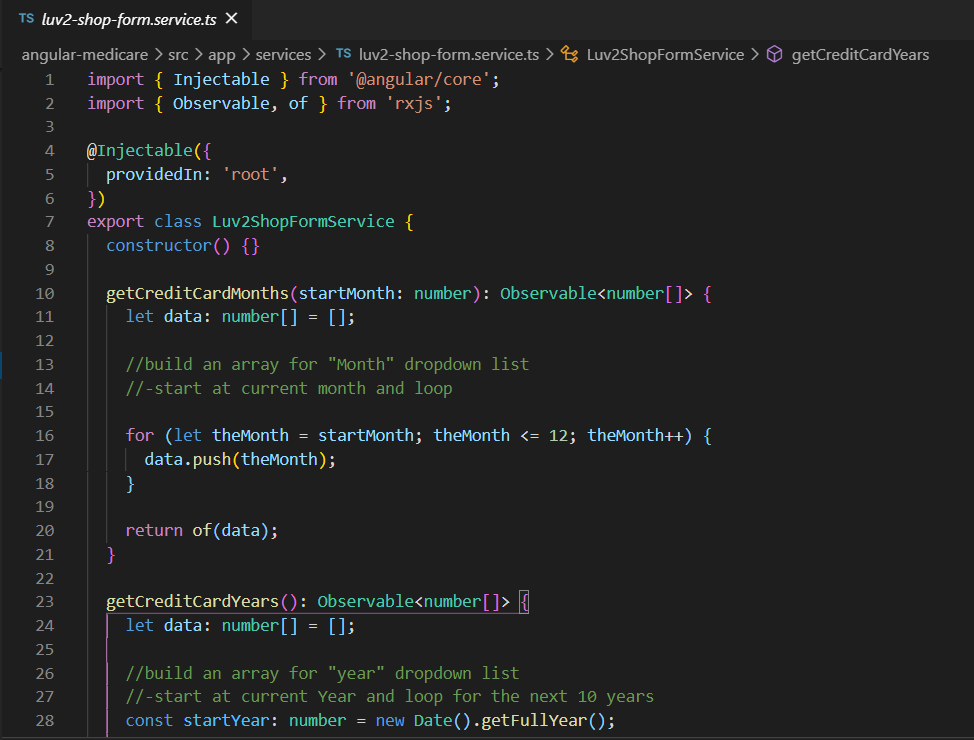 TS luv2-shop-form.service.ts ✕
angular-medicare > src > app > services > TS luv2-shop-form.service.ts > Luv2ShopFormService > getCreditCardYears
1 import { Injectable } from '@angular/core';
2 import { Observable, of } from 'rxjs';
3
4 @Injectable({
5   providedIn: 'root',
6 })
7 export class Luv2ShopFormService {
8   constructor() {}
9
10   getCreditCardMonths(startMonth: number): Observable<number[]> {
11     let data: number[] = [];
12
13     //build an array for "Month" dropdown list
14     //-start at current month and loop
15
16     for (let theMonth = startMonth; theMonth <= 12; theMonth++) {
17       data.push(theMonth);
18     }
19
20     return of(data);
21   }
22
23   getCreditCardYears(): Observable<number[]> {
24     let data: number[] = [];
25
26     //build an array for "year" dropdown list
27     //-start at current Year and loop for the next 10 years
28     const startYear: number = new Date().getFullYear();